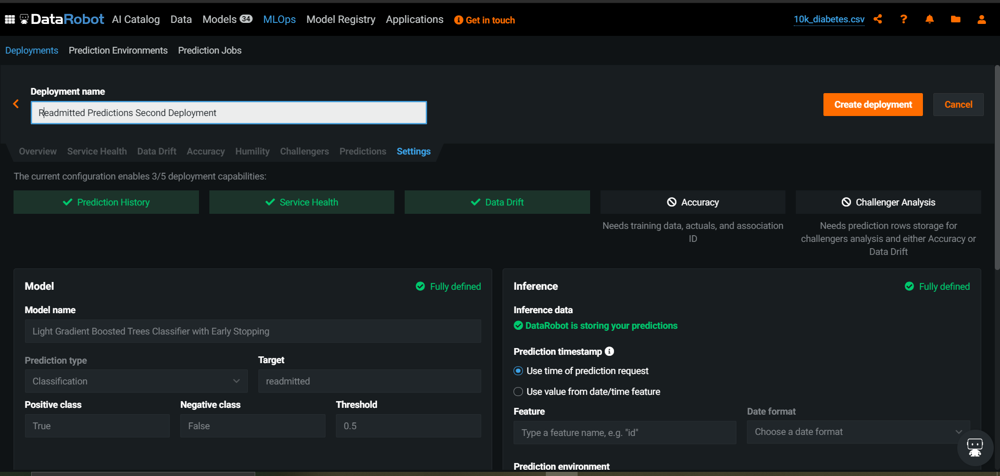 DataRobot AI Catalog Data Models 34 MLOps Model Registry Applications Get in touch 10k_diabetes.csv
Deployments Prediction Environments Prediction Jobs
Deployment name
Readmitted Predictions Second Deployment
Create deployment Cancel
Overview Service Health Data Drift Accuracy Humility Challengers Predictions Settings
The current configuration enables 3/5 deployment capabilities:
Prediction History Service Health Data Drift Accuracy Challenger Analysis
Needs training data, actuals, and association
ID
Needs prediction rows storage for
challengers analysis and either Accuracy or
Data Drift
Model Fully defined
Model name
Light Gradient Boosted Trees Classifier with Early Stopping
Prediction type Target
Classification readmitted
Positive class Negative class Threshold
True False 0.5
Inference Fully defined
Inference data
DataRobot is storing your predictions
Prediction timestamp
Use time of prediction request
Use value from date/time feature
Feature Date format
Type a feature name, e.g. "id" Choose a date format
Prediction environment